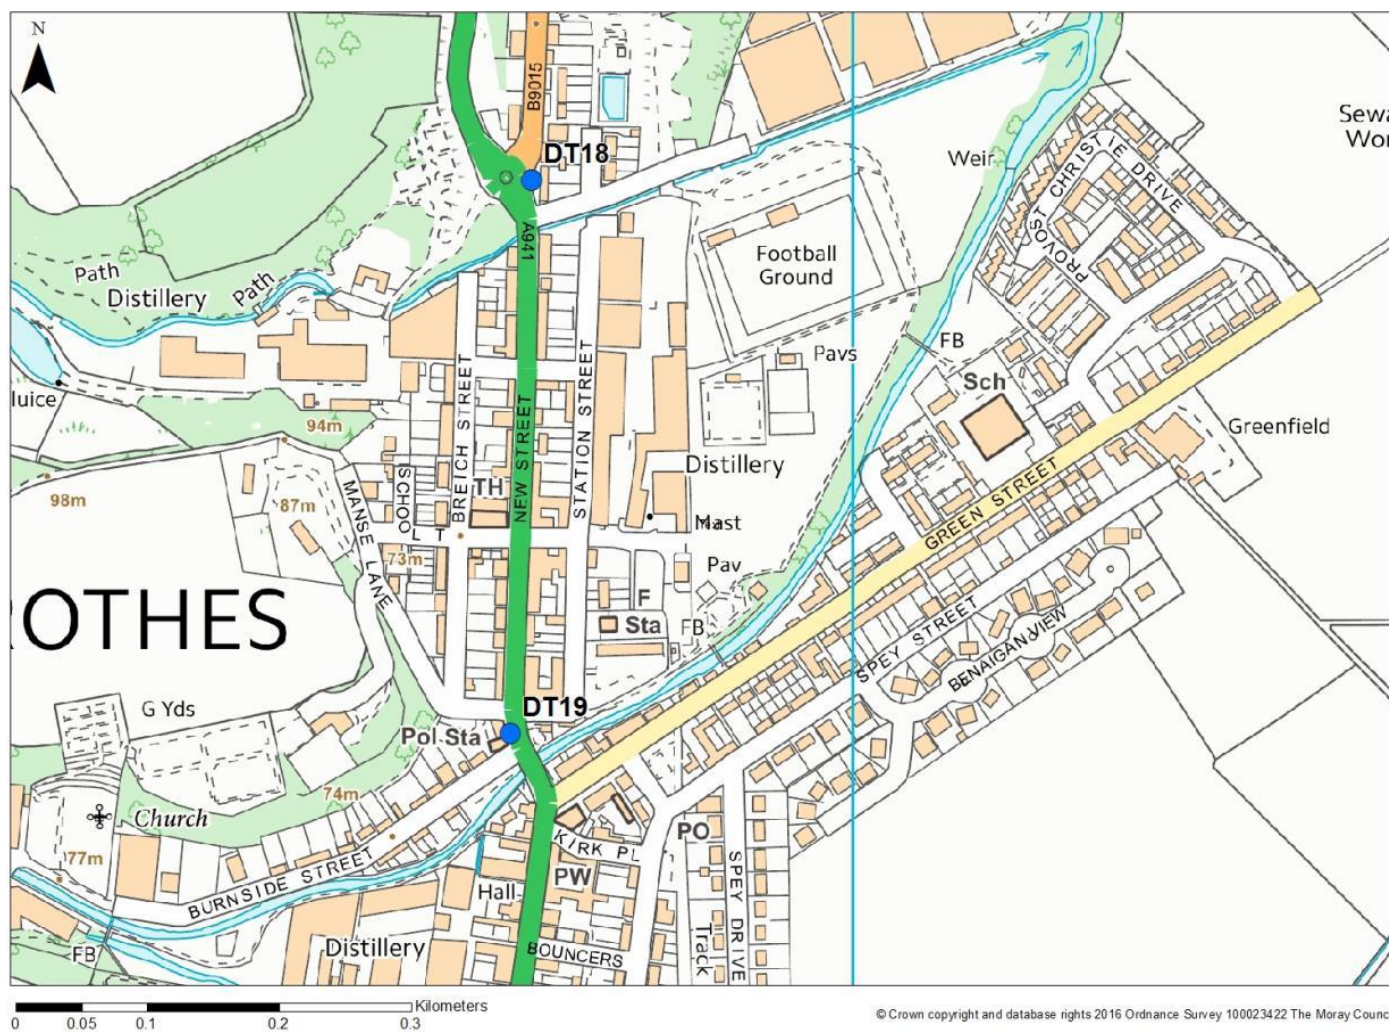 N
B9015
DT18
Sewa
Wor
Weir
PROVOST CHRISTIE DRIVE
A941
Football
Ground
Path
Distillery
Path
FB
Pavs
Sch
luice
94m
Greenfield
BREICH STREET
NEW STREET
STATION STREET
Distillery
98m
87m
TH
SCHOOL
L T
MANSE LANE
GREEN STREET
Mast
73m
Pav
ROTHES
F
Sta
FB
SPEY STREET
BENAIGAN VIEW
G Yds
DT19
Pol Sta
74m
Church
PO
KIRK PL
77m
PW
BURNSIDE STREET
Hall
SPEY DRIVE
Distillery
BOUNCERS
Track
FB
Kilometers
0 0.05 0.1 0.2 0.3
© Crown copyright and database rights 2016 Ordnance Survey 100023422 The Moray Counc